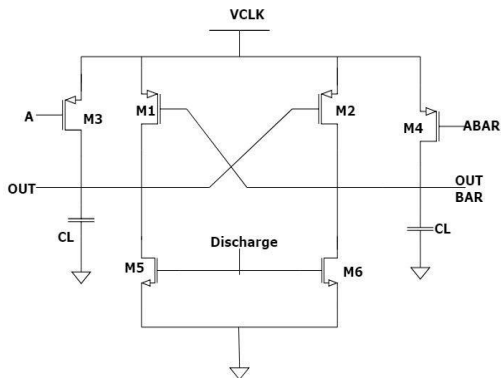 VCLK
A
M3
M1
M2
M4
ABAR
OUT
OUT
BAR
CL
CL
Discharge
M5
M6